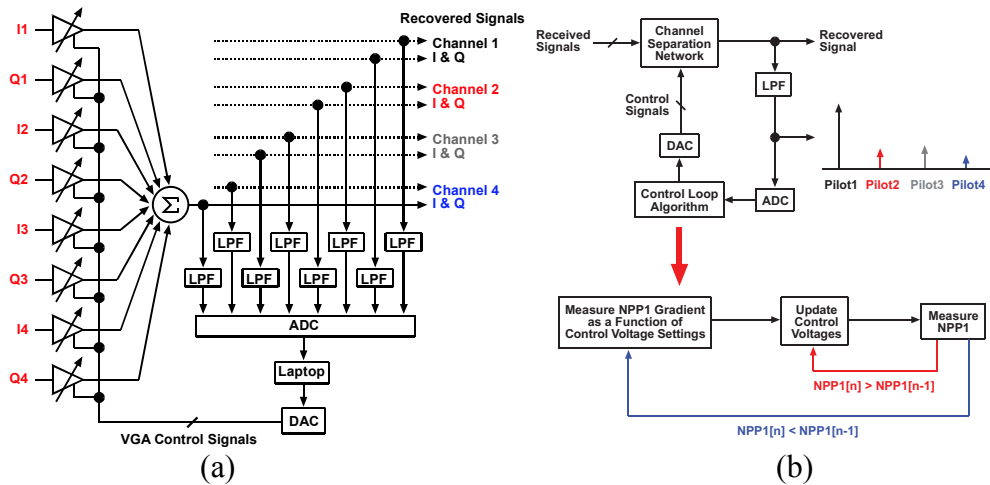 I1
Q1
I2
Q2
I3
Q3
I4
Q4
Σ
Recovered Signals
Channel 1
I & Q
Channel 2
I & Q
Channel 3
I & Q
Channel 4
I & Q
LPF
LPF
LPF
LPF
LPF
LPF
LPF
LPF
ADC
Laptop
DAC
VGA Control Signals
(a)
Received
Signals
Channel
Separation
Network
Recovered
Signal
LPF
Control
Signals
DAC
Control Loop
Algorithm
ADC
Pilot1
Pilot2
Pilot3
Pilot4
Measure NPP1 Gradient
as a Function of
Control Voltage Settings
Update
Control
Voltages
Measure
NPP1
NPP1[n] > NPP1[n-1]
NPP1[n] < NPP1[n-1]
(b)